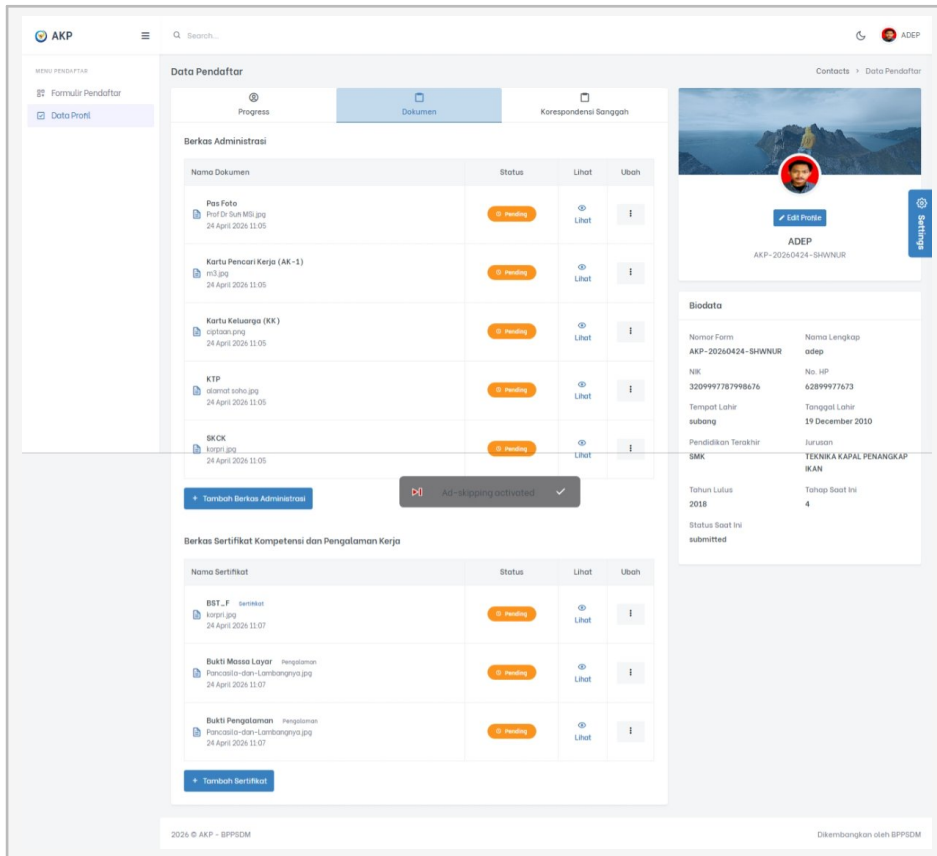 AKP
Search...
ADEP
MENU PENDAFTAR
Formulir Pendaftar
Data Profil
Data Pendaftar
Contacts > Data Pendaftar
Progress
Dokumen
Korespondensi Sanggah
Berkas Administrasi
Nama Dokumen Status Lihat Ubah
Pas Foto
Prof Dr Suh MSi.jpg
24 April 2026 11:05
Pending
Lihat
Kartu Pencari Kerja (AK-1)
m3.jpg
24 April 2026 11:05
Pending
Lihat
Kartu Keluarga (KK)
ciptaan.png
24 April 2026 11:05
Pending
Lihat
KTP
alamat soho.jpg
24 April 2026 11:05
Pending
Lihat
SKCK
korpri.jpg
24 April 2026 11:05
Pending
Lihat
+ Tambah Berkas Administrasi
Ad-skipping activated
Berkas Sertifikat Kompetensi dan Pengalaman Kerja
Nama Sertifikat Status Lihat Ubah
BST_F Sertifikat
korpri.jpg
24 April 2026 11:07
Pending
Lihat
Bukti Massa Layar Pengalaman
Pancasila-dan-Lambangnya.jpg
24 April 2026 11:07
Pending
Lihat
Bukti Pengalaman Pengalaman
Pancasila-dan-Lambangnya.jpg
24 April 2026 11:07
Pending
Lihat
+ Tambah Sertifikat
Edit Profile
ADEP
AKP-20260424-SHWNUR
Settings
Biodata
Nomor Form
AKP-20260424-SHWNUR
Nama Lengkap
adep
NIK
3209997787998676
No. HP
62899977673
Tempat Lahir
subang
Tanggal Lahir
19 December 2010
Pendidikan Terakhir
SMK
Jurusan
TEKNIKA KAPAL PENANGKAP
IKAN
Tahun Lulus
2018
Tahap Saat Ini
4
Status Saat Ini
submitted
2026 © AKP - BPPSDM
Dikembangkan oleh BPPSDM